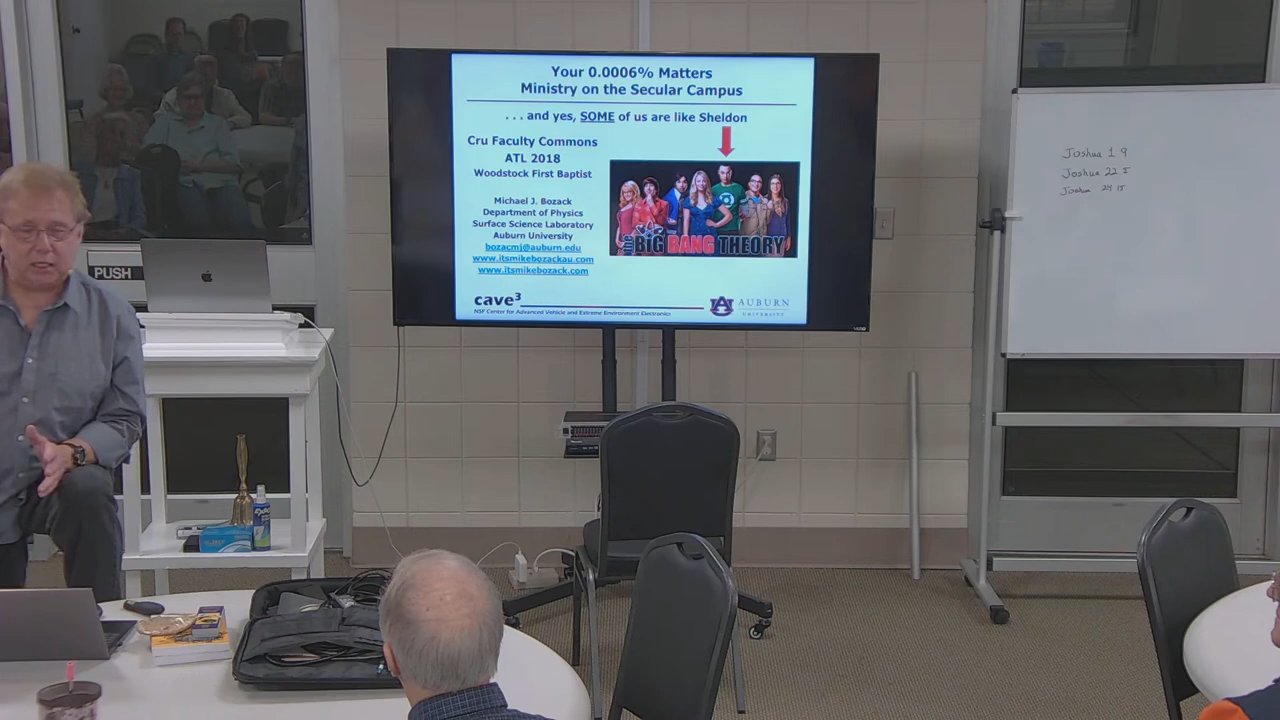 Your 0.0006% Matters
Ministry on the Secular Campus
. . . and yes, SOME of us are like Sheldon
Cru Faculty Commons
ATL 2018
Woodstock First Baptist
Michael J. Bozack
Department of Physics
Surface Science Laboratory
Auburn University
bozacmj@auburn.edu
www.itsmikebozackau.com
www.itsmikebozack.com
THE BIG BANG THEORY
cave³
NSF Center for Advanced Vehicle and Extreme Environment Electronics
AU AUBURN
UNIVERSITY
PUSH
Joshua 1 9
Joshua 22 5
Joshua 24 15
EXPO